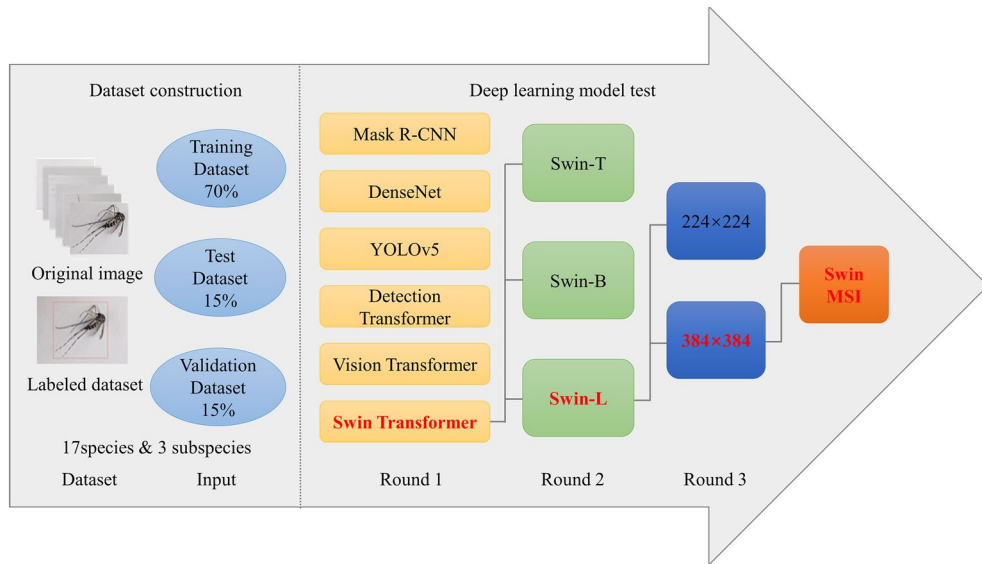 Dataset construction
Deep learning model test
Training
Dataset
70%
Test
Dataset
15%
Validation
Dataset
15%
Original image
Labeled dataset
17species & 3 subspecies
Dataset
Input
Mask R-CNN
DenseNet
YOLOv5
Detection
Transformer
Vision Transformer
Swin Transformer
Round 1
Swin-T
Swin-B
Swin-L
Round 2
224×224
384×384
Round 3
Swin
MSI